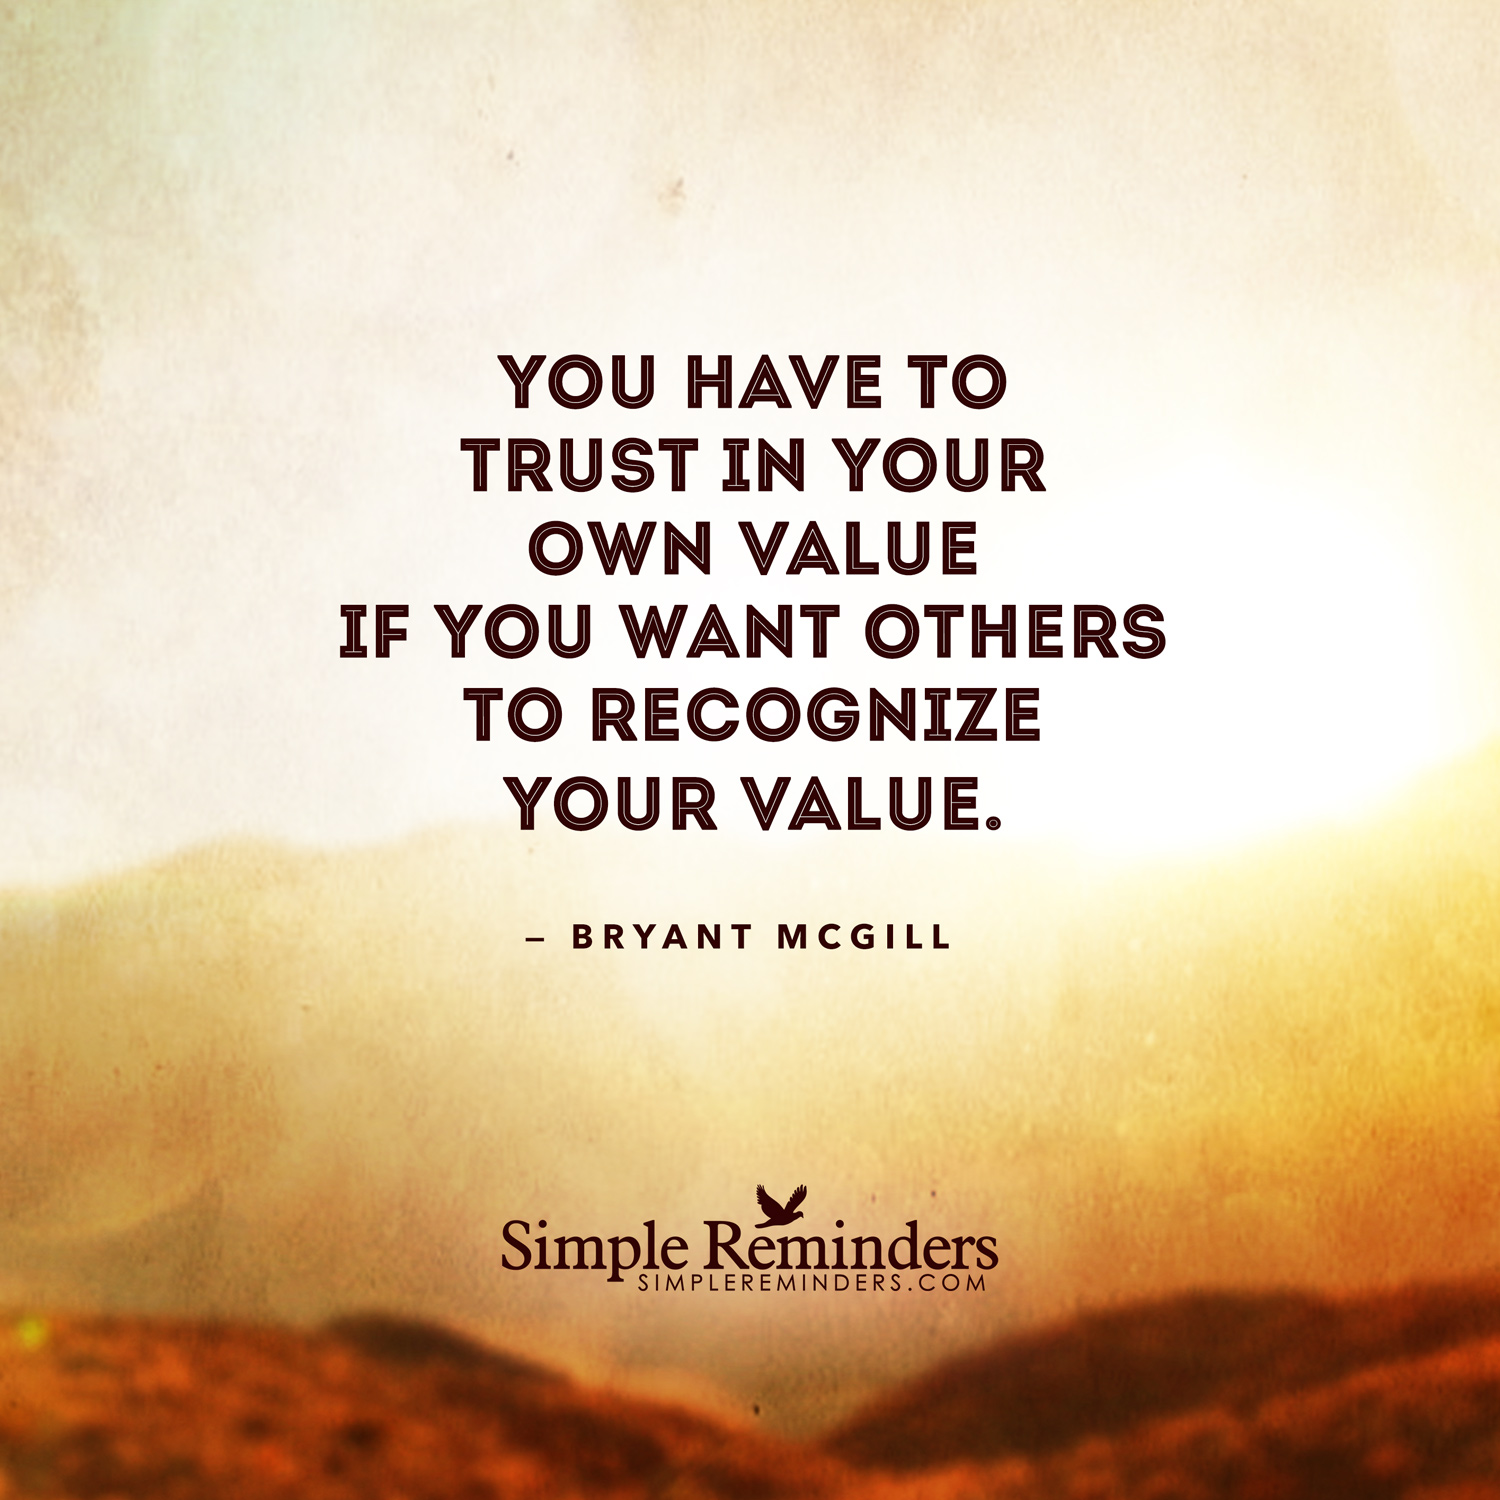 YOU HAVE TO
TRUST IN YOUR
OWN VALUE
IF YOU WANT OTHERS
TO RECOGNIZE
YOUR VALUE.
– BRYANT MCGILL
Simple Reminders
SIMPLEREMINDERS.COM